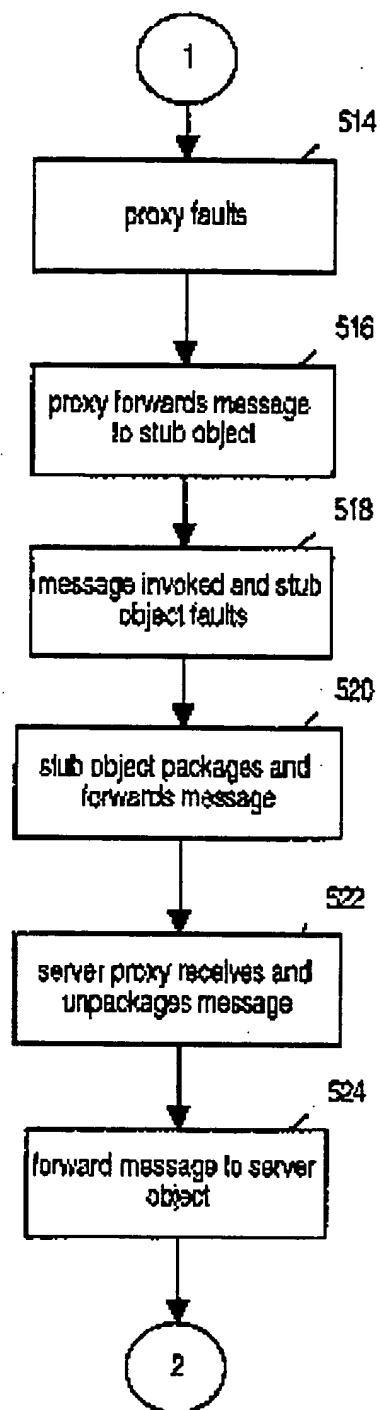 1
514
proxy faults
516
proxy forwards message
to stub object
518
message invoked and stub
object faults
520
stub object packages and
forwards message
522
server proxy receives and
unpackages message
524
forward message to server
object
2